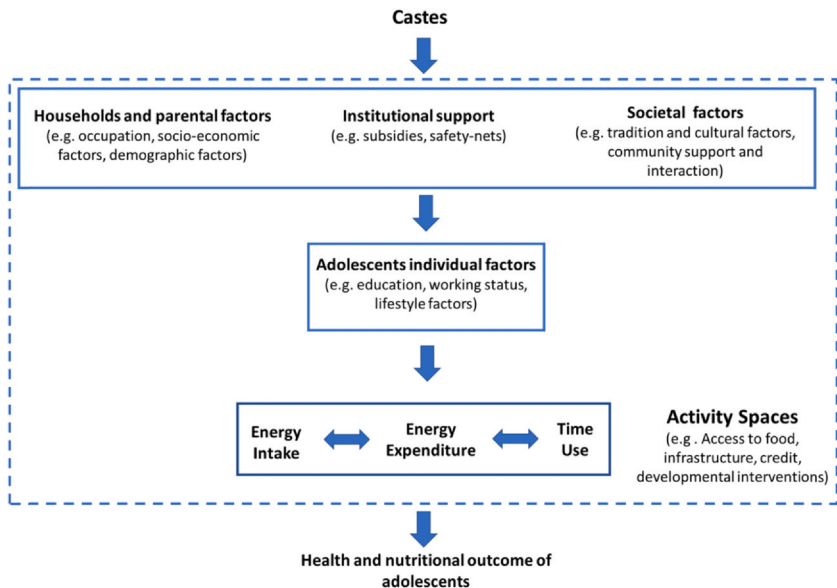 Castes
Households and parental factors
(e.g. occupation, socio-economic
factors, demographic factors)
Institutional support
(e.g. subsidies, safety-nets)
Societal factors
(e.g. tradition and cultural factors,
community support and
interaction)
Adolescents individual factors
(e.g. education, working status,
lifestyle factors)
Energy
Intake
Energy
Expenditure
Time
Use
Activity Spaces
(e.g . Access to food,
infrastructure, credit,
developmental interventions)
Health and nutritional outcome of
adolescents